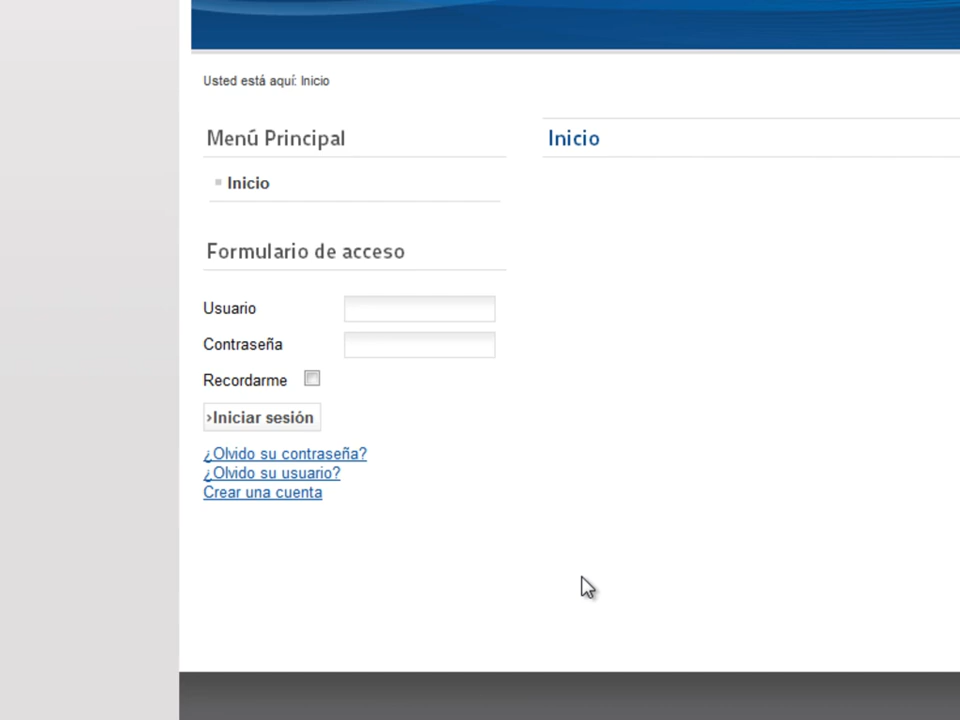 Usted está aquí: Inicio
Menú Principal
Inicio
Inicio
Formulario de acceso
Usuario
Contraseña
Recordarme
›Iniciar sesión
¿Olvido su contraseña?
¿Olvido su usuario?
Crear una cuenta